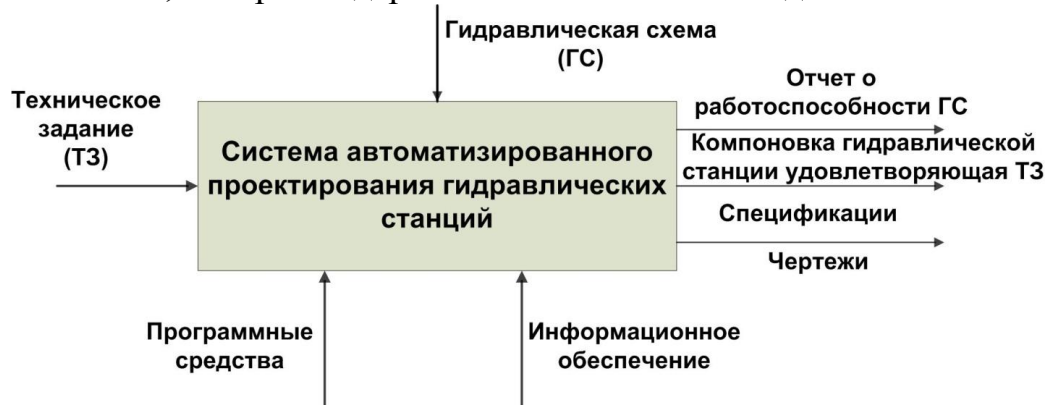 Гидравлическая схема
(ГС)
Техническое
задание
(ТЗ)
Система автоматизированного
проектирования гидравлических
станций
Отчет о
работоспособности ГС
Компоновка гидравлической
станции удовлетворяющая ТЗ
Спецификации
Чертежи
Программные
средства
Информационное
обеспечение